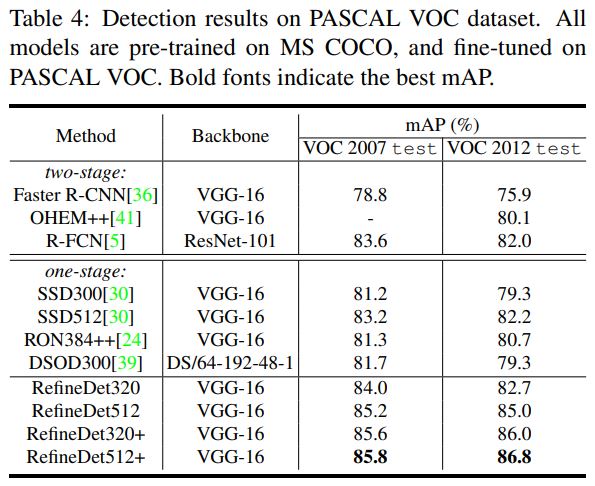 Table 4: Detection results on PASCAL VOC dataset. All
models are pre-trained on MS COCO, and fine-tuned on
PASCAL VOC. Bold fonts indicate the best mAP.
Method Backbone mAP (%)
VOC 2007 test VOC 2012 test
two-stage:
Faster R-CNN[36] VGG-16 78.8 75.9
OHEM++[41] VGG-16 - 80.1
R-FCN[5] ResNet-101 83.6 82.0
one-stage:
SSD300[30] VGG-16 81.2 79.3
SSD512[30] VGG-16 83.2 82.2
RON384++[24] VGG-16 81.3 80.7
DSOD300[39] DS/64-192-48-1 81.7 79.3
RefineDet320 VGG-16 84.0 82.7
RefineDet512 VGG-16 85.2 85.0
RefineDet320+ VGG-16 85.6 86.0
RefineDet512+ VGG-16 85.8 86.8